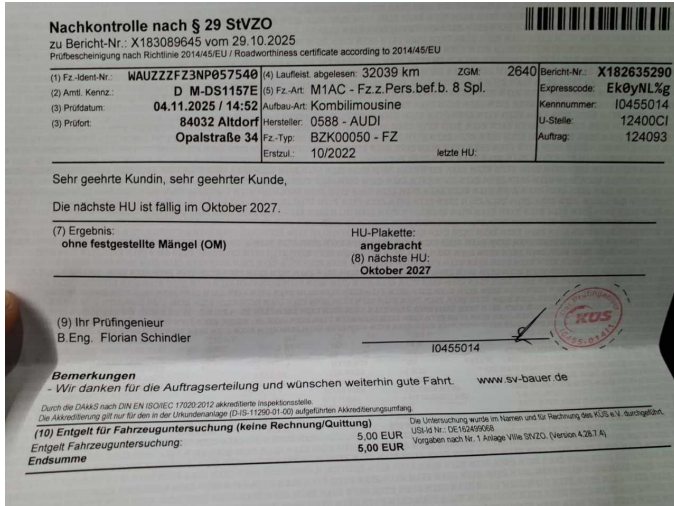 Nachkontrolle nach § 29 StVZO
zu Bericht-Nr.: X183089645 vom 29.10.2025
Prüfbescheinigung nach Richtlinie 2014/45/EU / Roadworthiness certificate according to 2014/45/EU
(1) Fz.-Ident-Nr.: WAUZZZFZ3NP057540 (4) Laufleist. abgelesen: 32039 km ZGM: 2640 Bericht-Nr.: X182635290
(2) Amtl. Kennz.: D M-DS1157E (5) Fz.-Art: M1AC - Fz.z.Pers.bef.b. 8 Spl. Expresscode: Ek0yNL%g
(3) Prüfdatum: 04.11.2025 / 14:52 Aufbau-Art: Kombilimousine Kennnummer: I0455014
(3) Prüfort: 84032 Altdorf Hersteller: 0588 - AUDI U-Stelle: 12400CI
Opalstraße 34 Fz.-Typ: BZK00050 - FZ Auftrag: 124093
Erstzul.: 10/2022 letzte HU:
Sehr geehrte Kundin, sehr geehrter Kunde,
Die nächste HU ist fällig im Oktober 2027.
(7) Ergebnis: HU-Plakette:
ohne festgestellte Mängel (OM) angebracht
(8) nächste HU:
Oktober 2027
(9) Ihr Prüfingenieur
B.Eng. Florian Schindler
I0455014
KÜS
Bemerkungen
- Wir danken für die Auftragserteilung und wünschen weiterhin gute Fahrt. www.sv-bauer.de
Durch die DAkkS nach DIN EN ISO/IEC 17020:2012 akkreditierte Inspektionsstelle.
Die Akkreditierung gilt nur für den in der Urkundenanlage (D-IS-11290-01-00) aufgeführten Akkreditierungsumfang.
(10) Entgelt für Fahrzeuguntersuchung (keine Rechnung/Quittung) Die Untersuchung wurde im Namen und für Rechnung des KÜS e.V. durchgeführt.
Entgelt Fahrzeuguntersuchung: 5,00 EUR USt-Id Nr.: DE162499068
Endsumme 5,00 EUR Vorgaben nach Nr. 1 Anlage VIIIe StVZO. (Version 4.28.7.4)